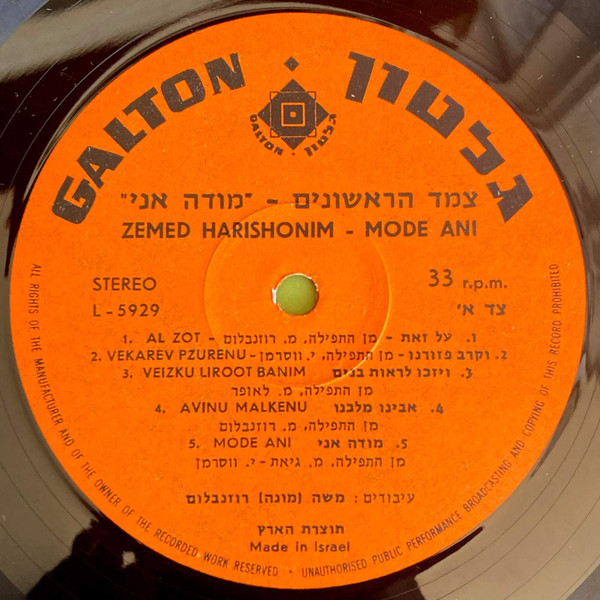 GALTON • גלטון
GALTON • גלטון
צמד הראשונים - "מודה אני"
ZEMED HARISHONIM - MODE ANI
STEREO 33 r.p.m.
L-5929 צד א'
1. AL ZOT - מן התפילה, מ. רוזנבלום - על זאת .1
2. VEKAREV PZURENU - מן התפילה, י. ווסרמן - וקרב פזורנו .2
3. VEIZKU LIROOT BANIM ויזכו לראות בנים .3
מן התפילה, מ. לאופר
4. AVINU MALKENU אבינו מלכנו .4
מן התפילה, מ. רוזנבלום
5. MODE ANI מודה אני .5
מן התפילה, מ. גיאת - י. ווסרמן
עיבודים: משה (מונה) רוזנבלום
תוצרת הארץ
Made in Israel
ALL RIGHTS OF THE MANUFACTURER AND OF THE OWNER OF THE RECORDED WORK RESERVED • UNAUTHORISED PUBLIC PERFORMANCE BROADCASTING AND COPYING OF THIS RECORD PROHIBITED